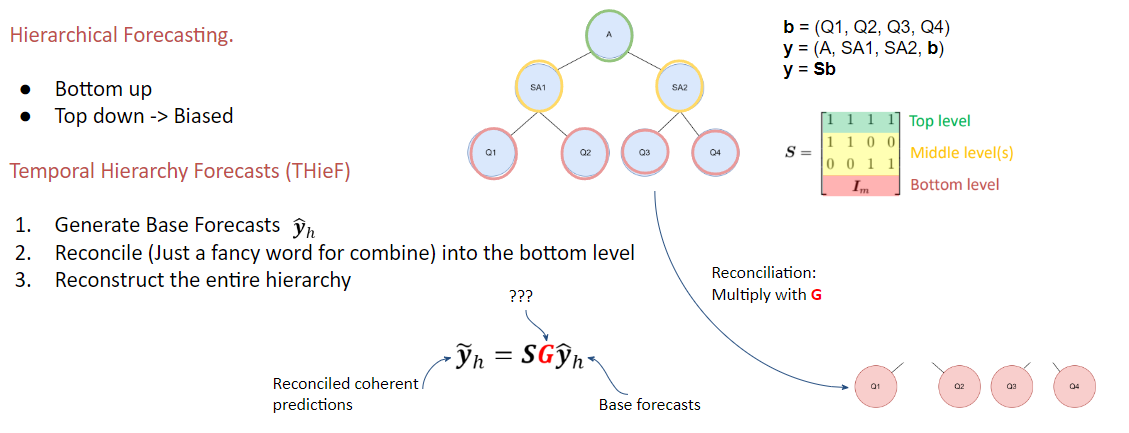 Hierarchical Forecasting.
● Bottom up
● Top down -> Biased
Temporal Hierarchy Forecasts (THieF)
1. Generate Base Forecasts ŷₕ
2. Reconcile (Just a fancy word for combine) into the bottom level
3. Reconstruct the entire hierarchy
A
SA1
SA2
Q1
Q2
Q3
Q4
b = (Q1, Q2, Q3, Q4)
y = (A, SA1, SA2, b)
y = Sb
S =
1 1 1 1
1 1 0 0
0 0 1 1
Iₘ
Top level
Middle level(s)
Bottom level
Reconciliation:
Multiply with G
???
ỹₕ = SGŷₕ
Reconciled coherent
predictions
Base forecasts
Q1
Q2
Q3
Q4